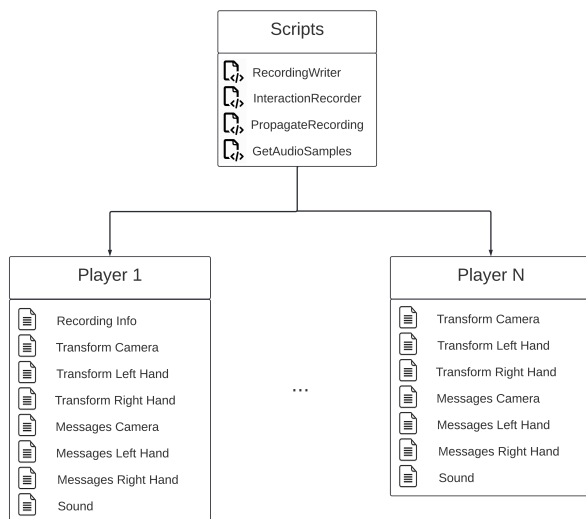 Scripts
RecordingWriter
InteractionRecorder
PropagateRecording
GetAudioSamples
Player 1
Recording Info
Transform Camera
Transform Left Hand
Transform Right Hand
Messages Camera
Messages Left Hand
Messages Right Hand
Sound
...
Player N
Transform Camera
Transform Left Hand
Transform Right Hand
Messages Camera
Messages Left Hand
Messages Right Hand
Sound